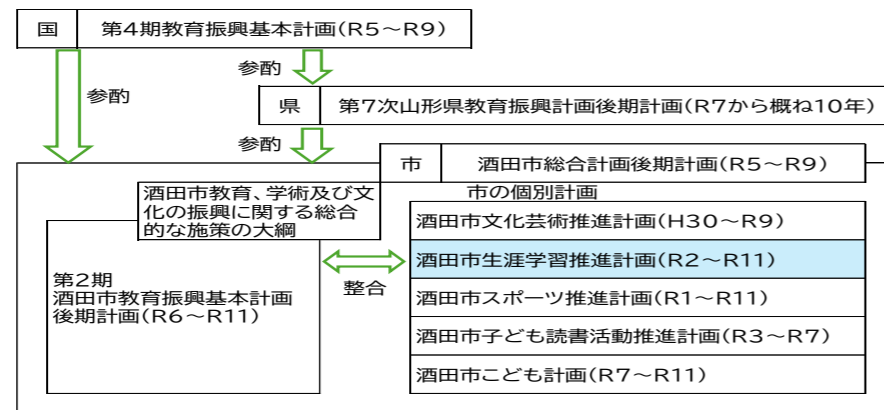 国 第4期教育振興基本計画(R5～R9)
参酌
参酌
県 第7次山形県教育振興計画後期計画(R7から概ね10年)
参酌
市 酒田市総合計画後期計画(R5～R9)
酒田市教育、学術及び文
化の振興に関する総合
的な施策の大綱
第2期
酒田市教育振興基本計画
後期計画(R6～R11)
整合
市の個別計画
酒田市文化芸術推進計画(H30～R9)
酒田市生涯学習推進計画(R2～R11)
酒田市スポーツ推進計画(R1～R11)
酒田市子ども読書活動推進計画(R3～R7)
酒田市こども計画(R7～R11)